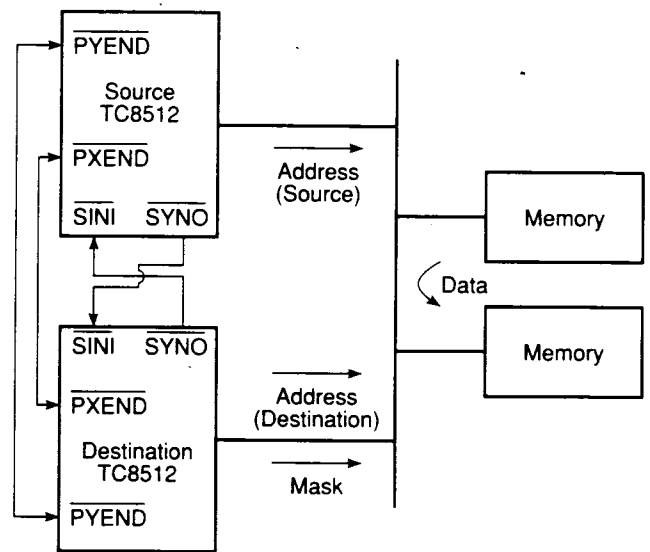 PYEND
Source
TC8512
PXEND
SINI SYNO
Address
(Source)
Memory
Data
Memory
SINI SYNO
PXEND
Address
(Destination)
Destination
TC8512
Mask
PYEND